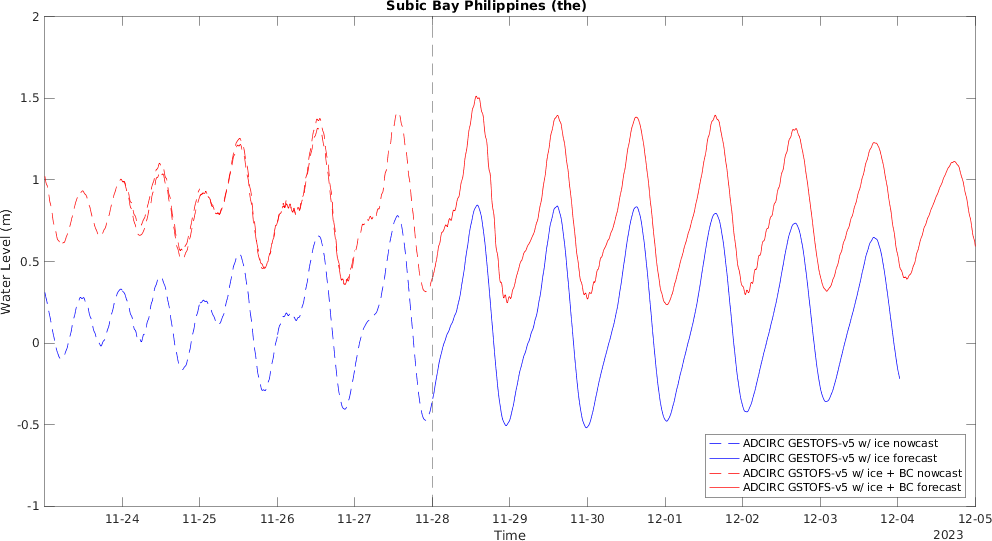 Subic Bay Philippines (the)
2
1.5
1
0.5
0
-0.5
-1
Water Level (m)
11-24 11-25 11-26 11-27 11-28 11-29 11-30 12-01 12-02 12-03 12-04 12-05
Time
2023
ADCIRC GESTOFS-v5 w/ ice nowcast
ADCIRC GESTOFS-v5 w/ ice forecast
ADCIRC GSTOFS-v5 w/ ice + BC nowcast
ADCIRC GSTOFS-v5 w/ ice + BC forecast